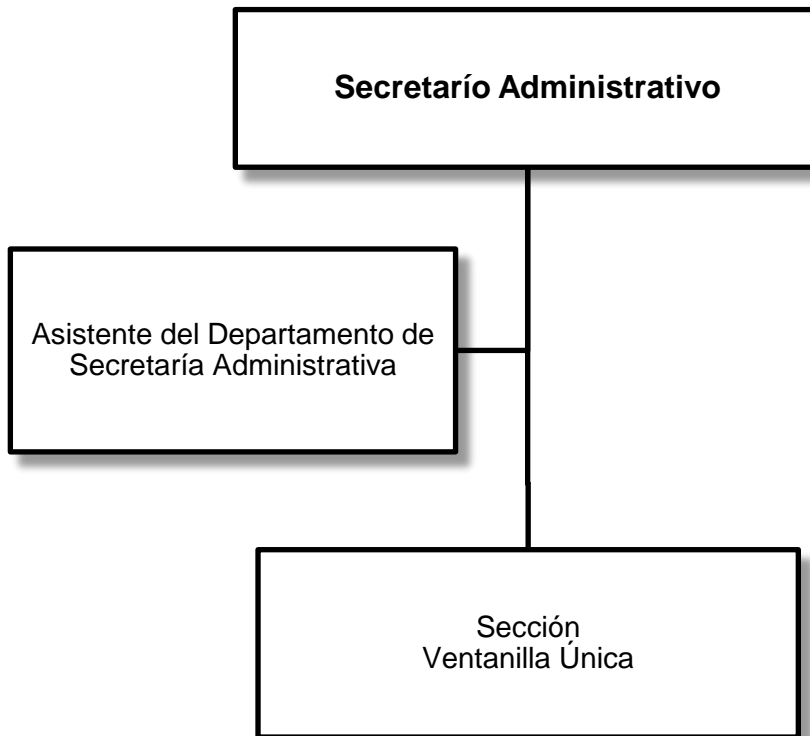 Secretarío Administrativo
Asistente del Departamento de
Secretaría Administrativa
Sección
Ventanilla Única